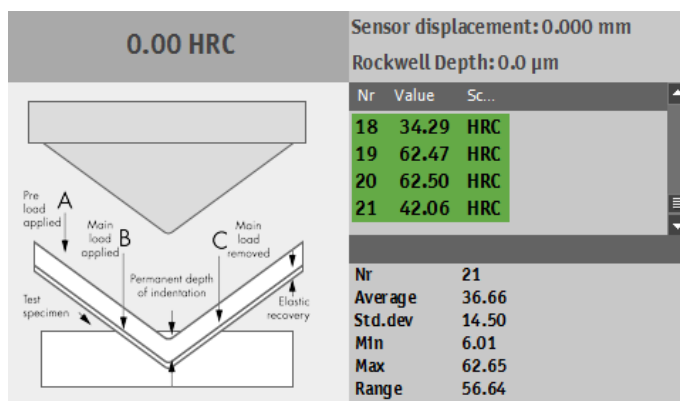 0.00 HRC
Sensor displacement: 0.000 mm
Rockwell Depth: 0.0 µm
Nr Value Sc...
18 34.29 HRC
19 62.47 HRC
20 62.50 HRC
21 42.06 HRC
Pre
load
applied
A
Main
load
applied
B
C
Main
load
removed
Permanent depth
of indentation
Test
specimen
Elastic
recovery
Nr 21
Average 36.66
Std.dev 14.50
Min 6.01
Max 62.65
Range 56.64